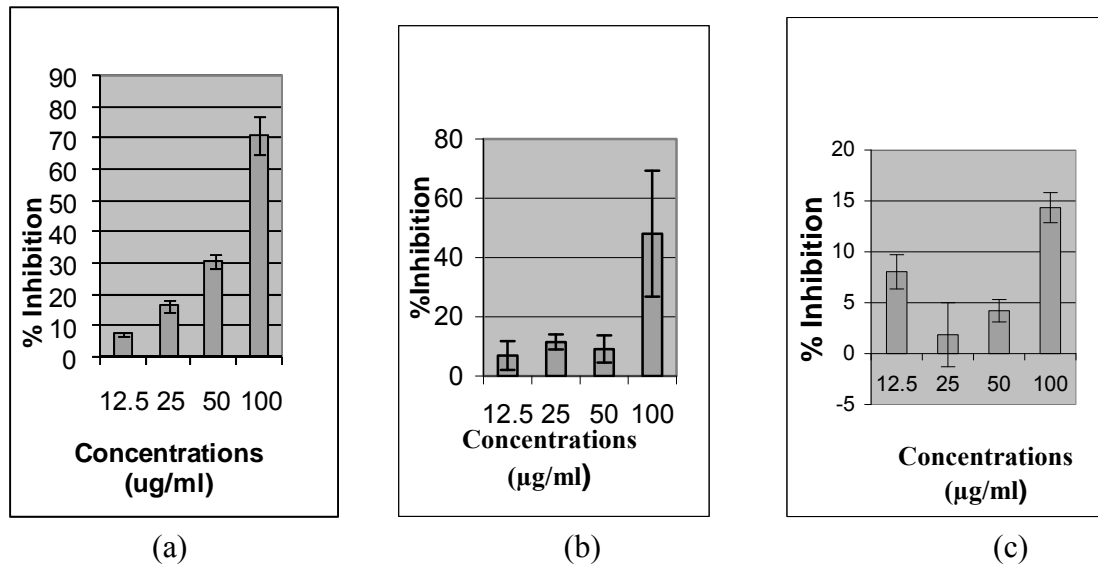 90
80
70
60
50
40
30
20
10
0
% Inhibition
12.5 25 50 100
Concentrations
(ug/ml)
(a)
80
60
40
20
0
%Inhibition
12.5 25 50 100
Concentrations
(µg/ml)
(b)
20
15
10
5
0
-5
% Inhibition
12.5 25 50 100
Concentrations
(µg/ml)
(c)